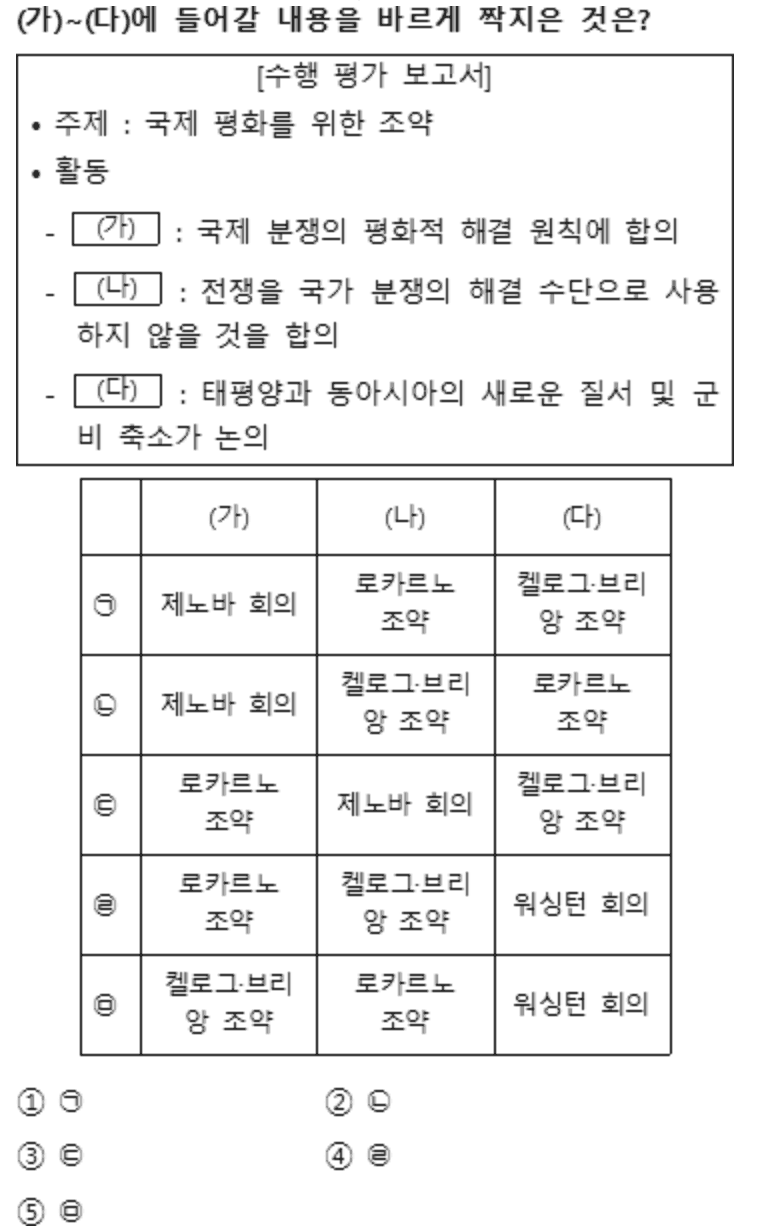 (가)~(다)에 들어갈 내용을 바르게 짝지은 것은?
[수행 평가 보고서]
• 주제 : 국제 평화를 위한 조약
• 활동
- (가) : 국제 분쟁의 평화적 해결 원칙에 합의
- (나) : 전쟁을 국가 분쟁의 해결 수단으로 사용
하지 않을 것을 합의
- (다) : 태평양과 동아시아의 새로운 질서 및 군
비 축소가 논의
(가) (나) (다)
㉠ 제노바 회의 로카르노 조약 켈로그·브리앙 조약
㉡ 제노바 회의 켈로그·브리앙 조약 로카르노 조약
㉢ 로카르노 조약 제노바 회의 켈로그·브리앙 조약
㉣ 로카르노 조약 켈로그·브리앙 조약 워싱턴 회의
㉤ 켈로그·브리앙 조약 로카르노 조약 워싱턴 회의
① ㉠ ② ㉡
③ ㉢ ④ ㉣
⑤ ㉤